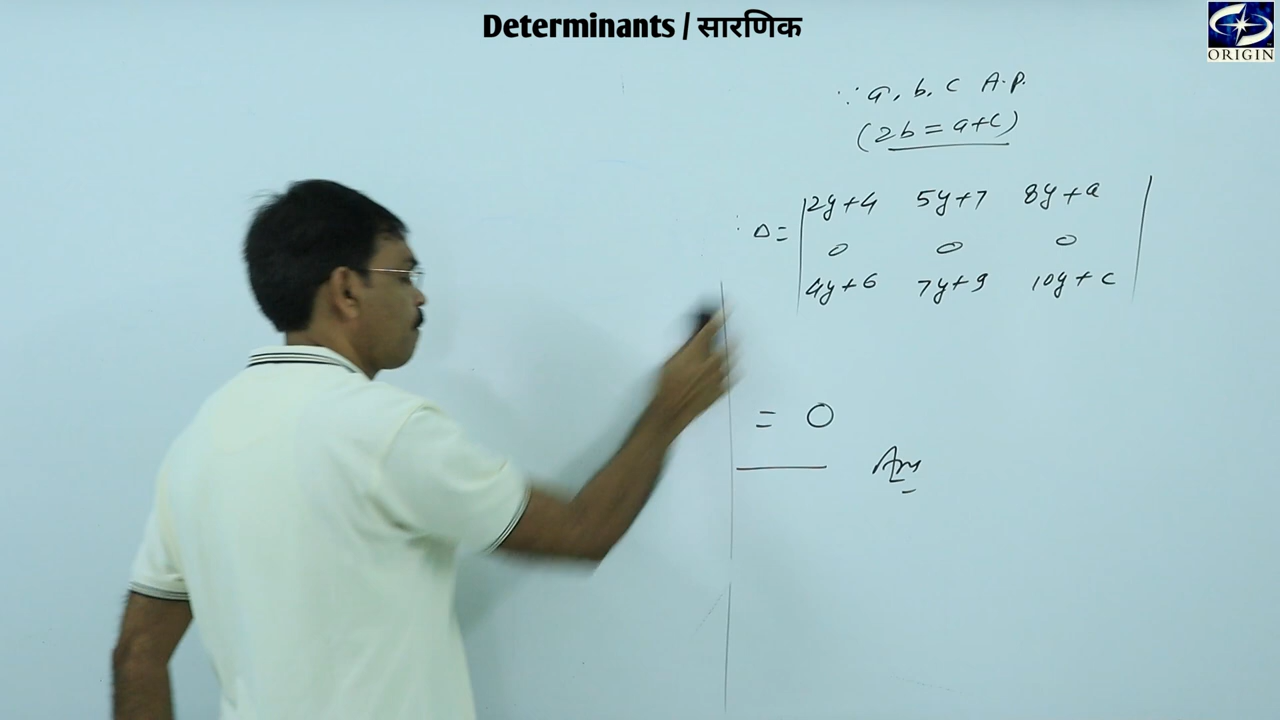 Determinants / सारणिक
ORIGIN
∵ a, b, c A.P.
(2b = a+c)
∴ Δ = | 2y+4 5y+7 8y+a |
0 0 0
4y+6 7y+9 10y+c
= 0
Ans